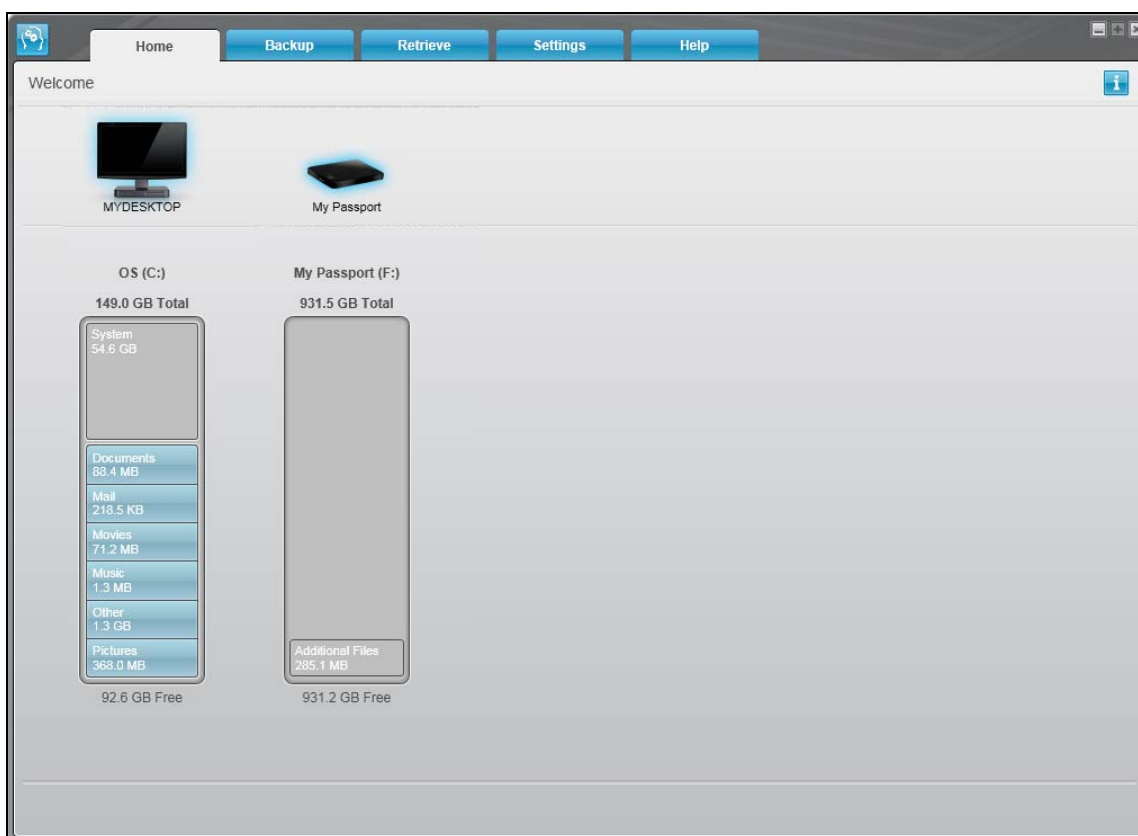 Home
Backup
Retrieve
Settings
Help
Welcome
MYDESKTOP
My Passport
OS (C:)
149.0 GB Total
System
54.6 GB
Documents
88.4 MB
Mail
218.5 KB
Movies
71.2 MB
Music
1.3 MB
Other
1.3 GB
Pictures
368.0 MB
92.6 GB Free
My Passport (F:)
931.5 GB Total
Additional Files
285.1 MB
931.2 GB Free